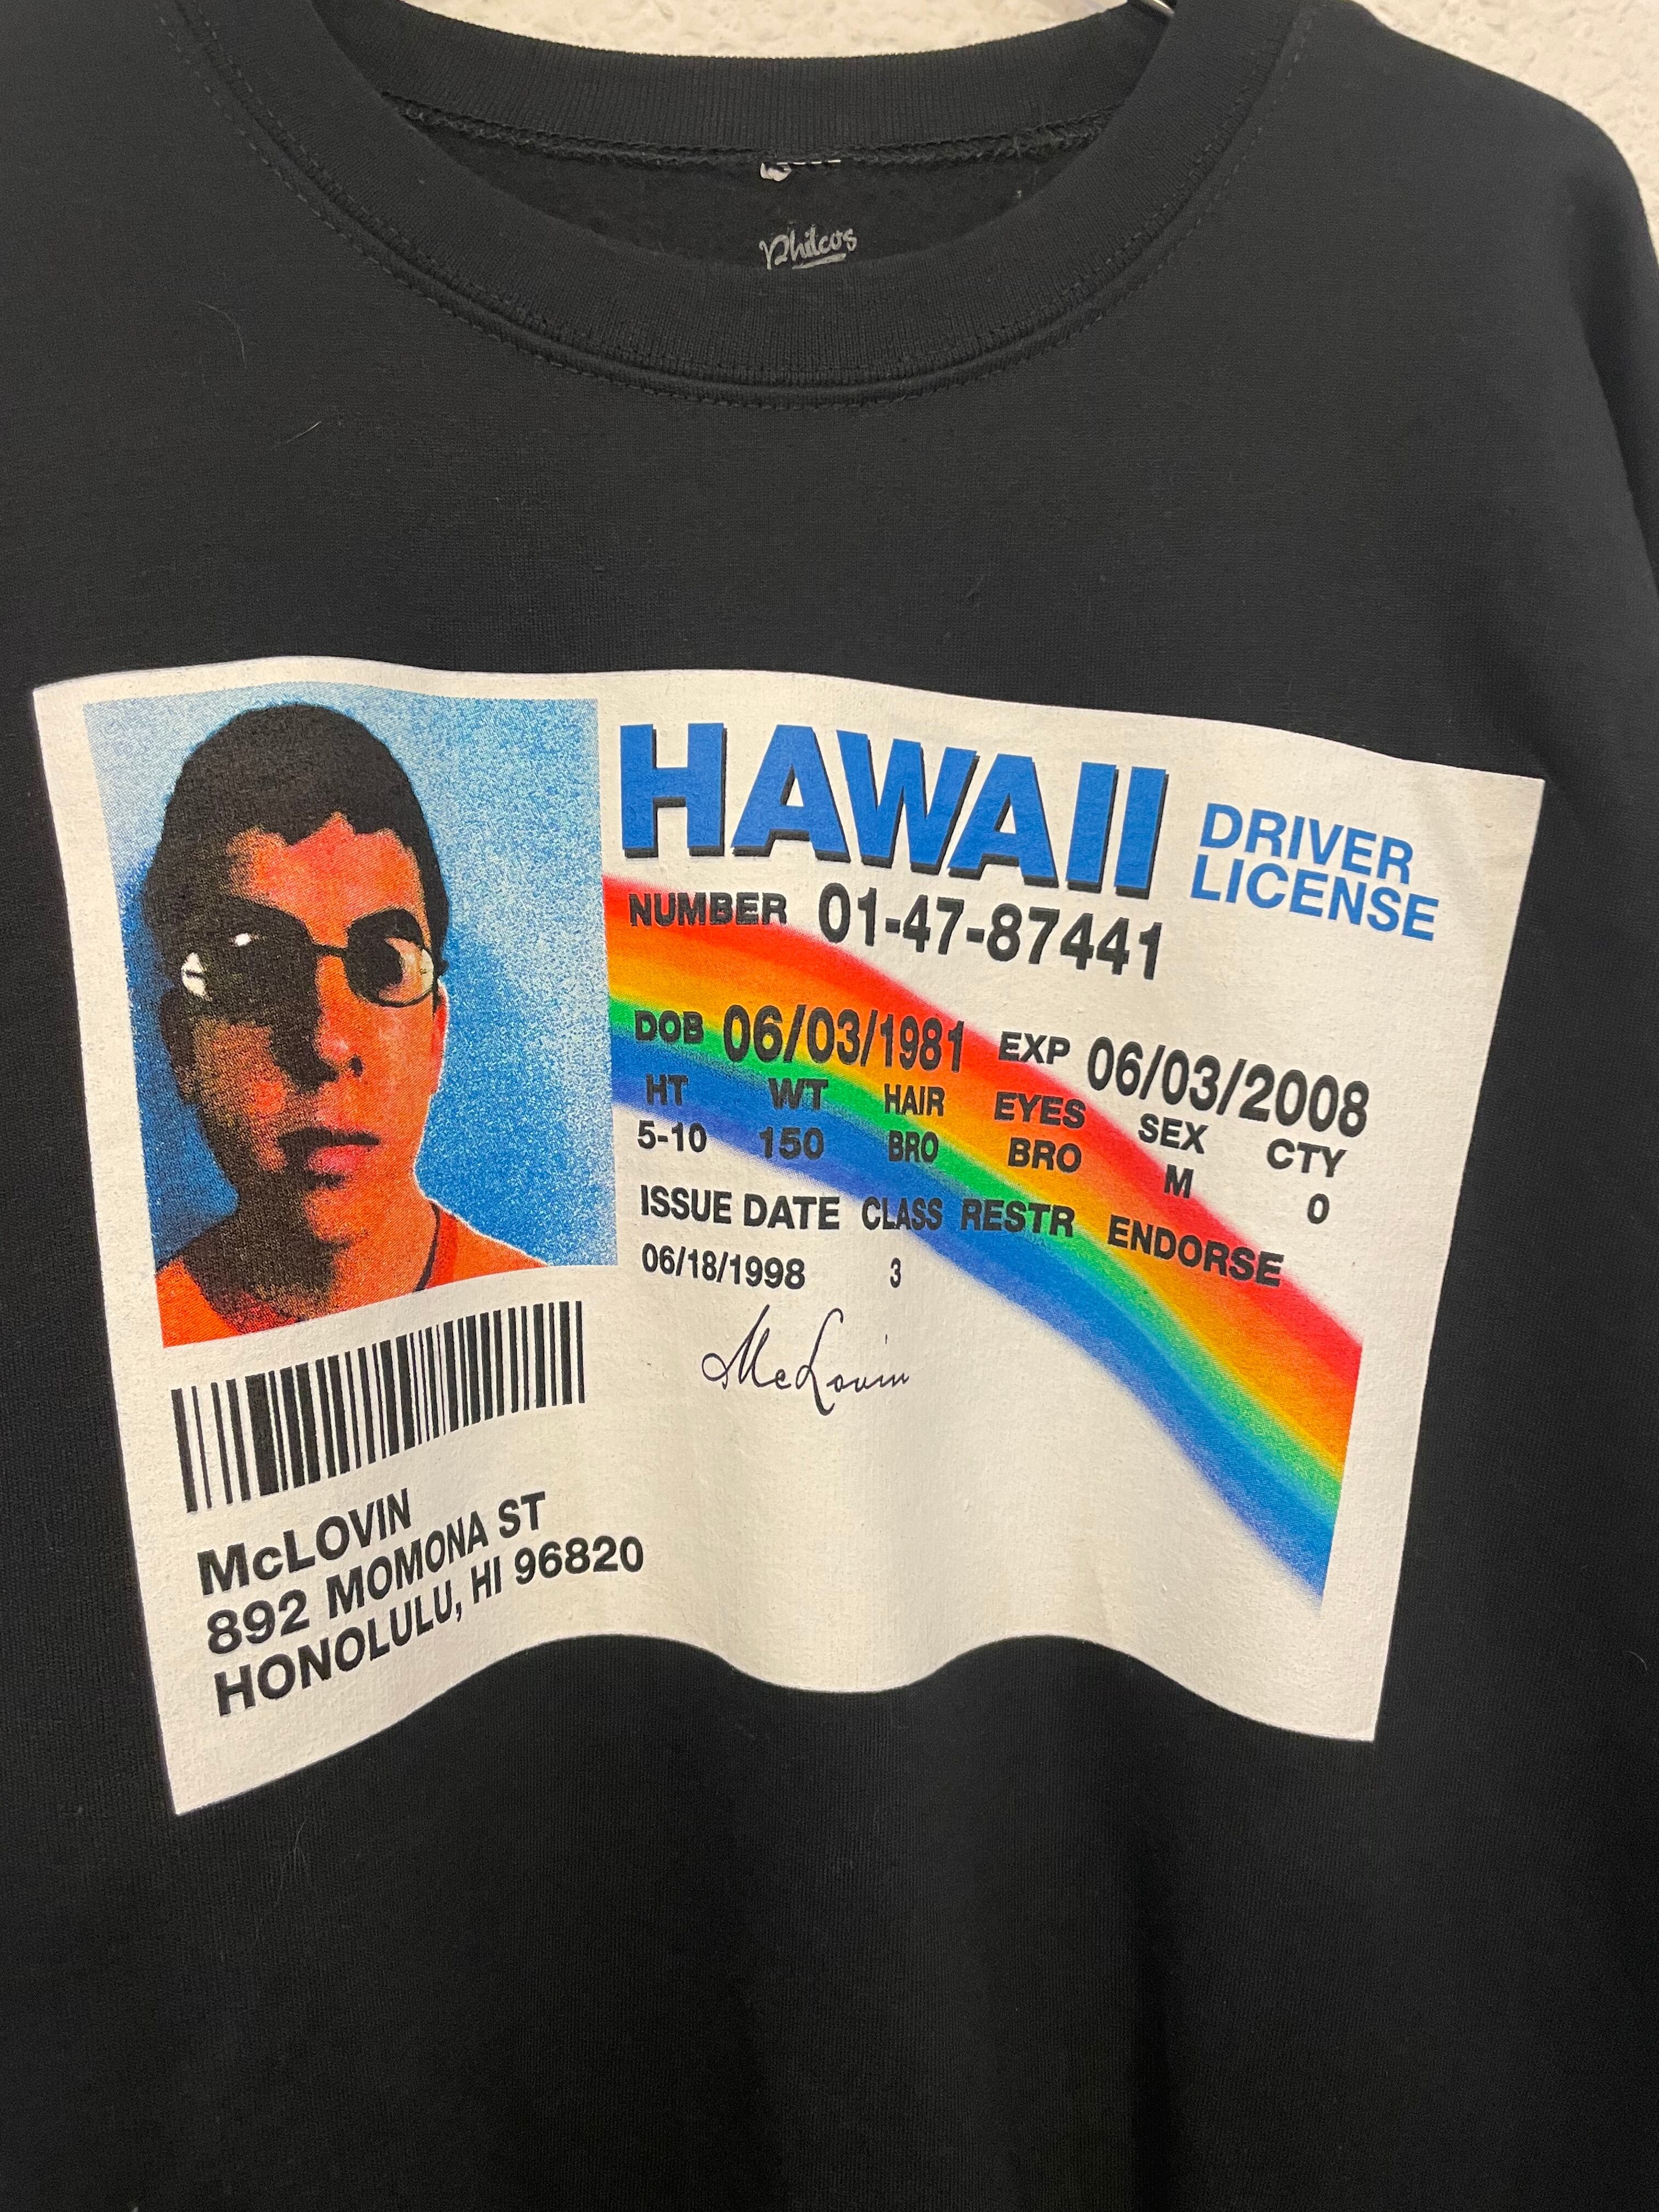 Philcos
HAWAII
DRIVER
LICENSE
NUMBER 01-47-87441
DOB 06/03/1981 EXP 06/03/2008
HT WT HAIR EYES SEX CTY
5-10 150 BRO BRO M 0
ISSUE DATE CLASS RESTR ENDORSE
06/18/1998 3
McLovin
McLOVIN
892 MOMONA ST
HONOLULU, HI 96820